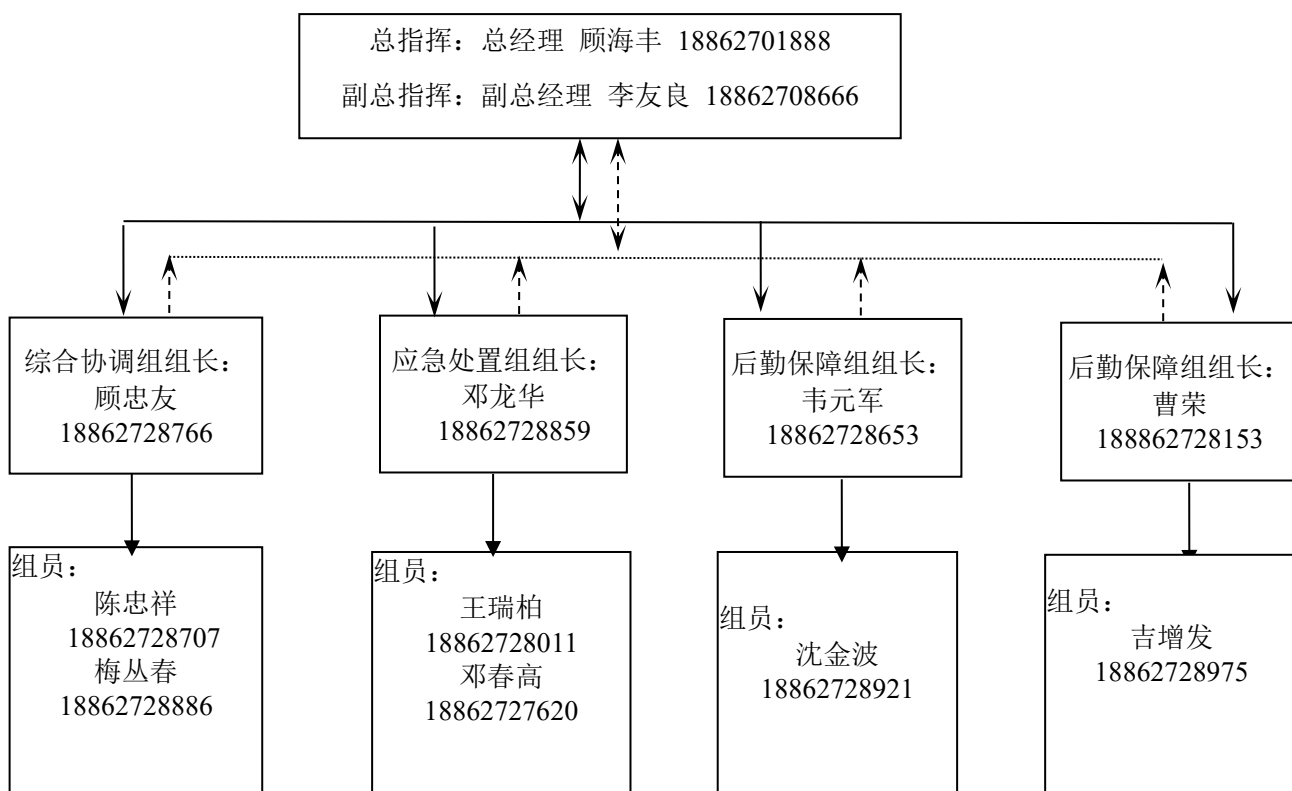 总指挥：总经理 顾海丰 18862701888
副总指挥：副总经理 李友良 18862708666
综合协调组组长：
顾忠友
18862728766
应急处置组组长：
邓龙华
18862728859
后勤保障组组长：
韦元军
18862728653
后勤保障组组长：
曹荣
188862728153
组员：
陈忠祥
18862728707
梅丛春
18862728886
组员：
王瑞柏
18862728011
邓春高
18862727620
组员：
沈金波
18862728921
组员：
吉增发
18862728975